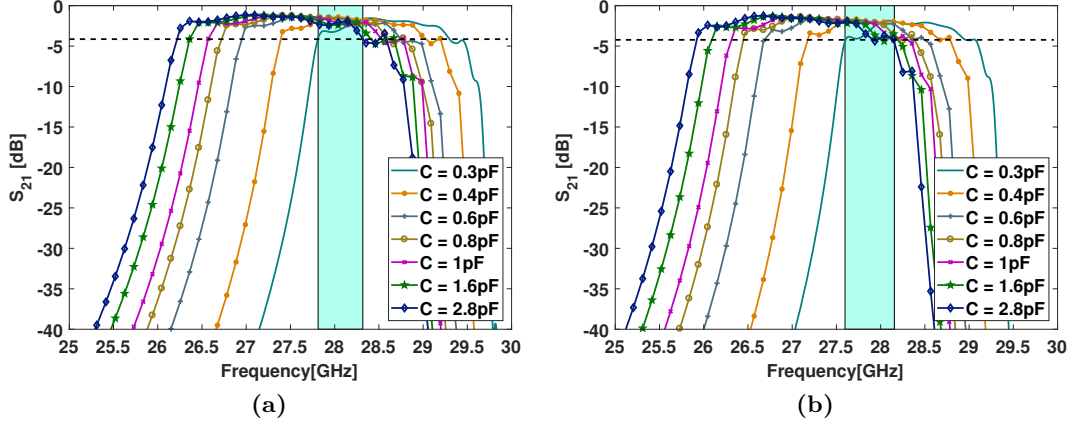 0
-5
-10
-15
-20
-25
-30
-35
-40
S21 [dB]
C = 0.3pF
C = 0.4pF
C = 0.6pF
C = 0.8pF
C = 1pF
C = 1.6pF
C = 2.8pF
25 25.5 26 26.5 27 27.5 28 28.5 29 29.5 30
Frequency[GHz]
(a)
0
-5
-10
-15
-20
-25
-30
-35
-40
S21 [dB]
C = 0.3pF
C = 0.4pF
C = 0.6pF
C = 0.8pF
C = 1pF
C = 1.6pF
C = 2.8pF
25 25.5 26 26.5 27 27.5 28 28.5 29 29.5 30
Frequency[GHz]
(b)